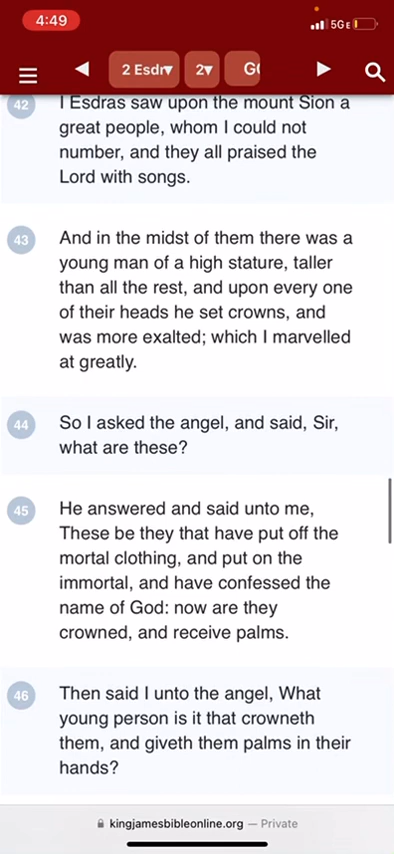 4:49
5GE
2 Esdr
2
42 I Esdras saw upon the mount Sion a
great people, whom I could not
number, and they all praised the
Lord with songs.
43 And in the midst of them there was a
young man of a high stature, taller
than all the rest, and upon every one
of their heads he set crowns, and
was more exalted; which I marvelled
at greatly.
44 So I asked the angel, and said, Sir,
what are these?
45 He answered and said unto me,
These be they that have put off the
mortal clothing, and put on the
immortal, and have confessed the
name of God: now are they
crowned, and receive palms.
46 Then said I unto the angel, What
young person is it that crowneth
them, and giveth them palms in their
hands?
kingjamesbibleonline.org — Private